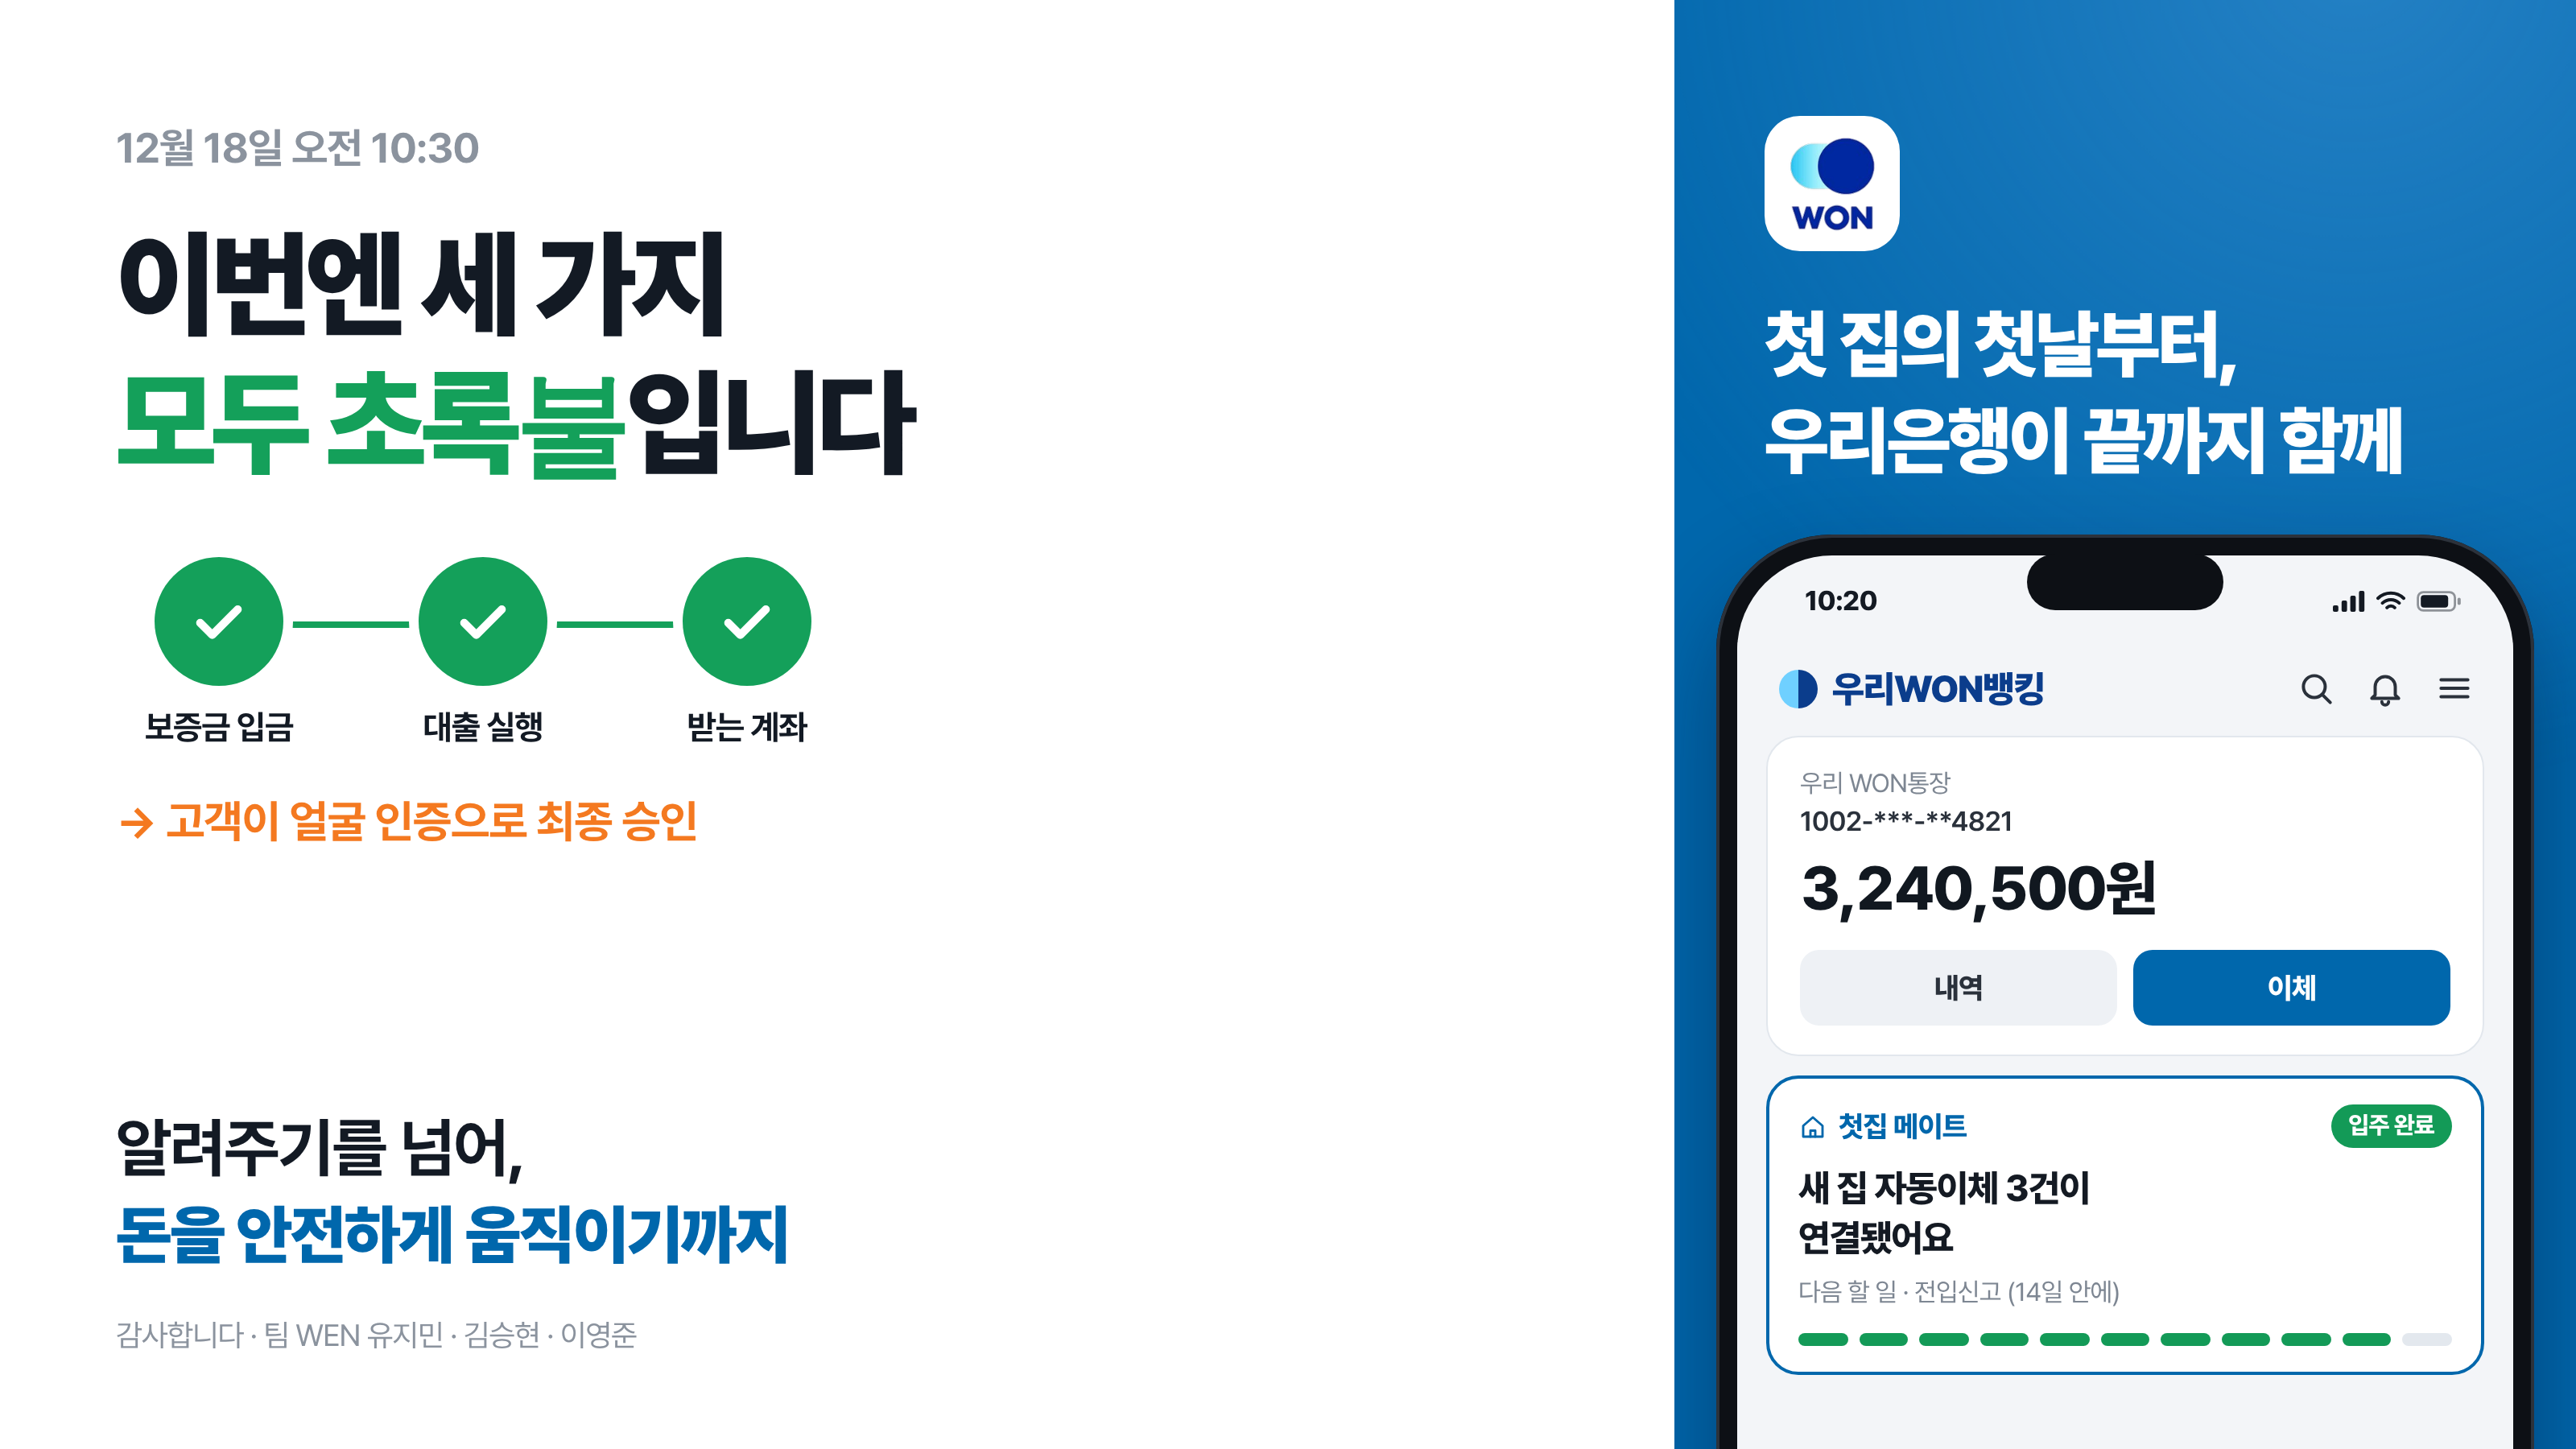 12월 18일 오전 10:30
이번엔 세 가지
모두 초록불입니다
보증금 입금
대출 실행
받는 계좌
→ 고객이 얼굴 인증으로 최종 승인
알려주기를 넘어,
돈을 안전하게 움직이기까지
감사합니다 · 팀 WEN 유지민 · 김승현 · 이영준
WON
첫 집의 첫날부터,
우리은행이 끝까지 함께
10:20
우리WON뱅킹
우리 WON통장
1002-***-**4821
3,240,500원
내역
이체
첫집 메이트
입주 완료
새 집 자동이체 3건이
연결됐어요
다음 할 일 · 전입신고 (14일 안에)